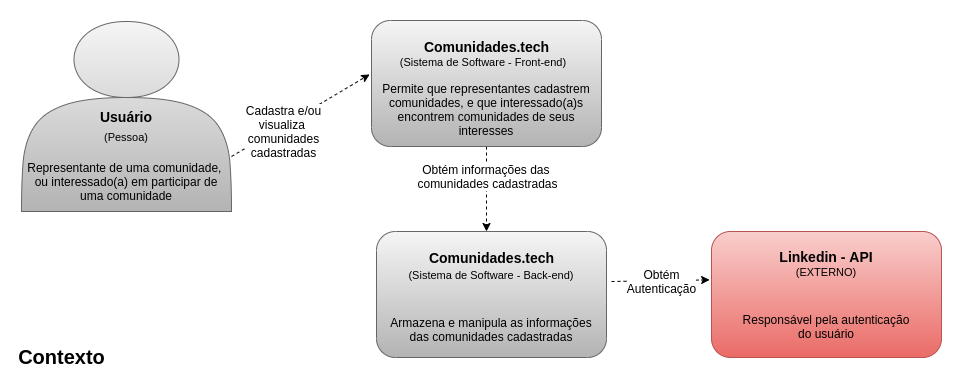 Usuário
(Pessoa)
Representante de uma comunidade,
ou interessado(a) em participar de
uma comunidade
Cadastra e/ou
visualiza
comunidades
cadastradas
Comunidades.tech
(Sistema de Software - Front-end)
Permite que representantes cadastrem
comunidades, e que interessado(a)s
encontrem comunidades de seus
interesses
Obtém informações das
comunidades cadastradas
Comunidades.tech
(Sistema de Software - Back-end)
Armazena e manipula as informações
das comunidades cadastradas
Obtém
Autenticação
Linkedin - API
(EXTERNO)
Responsável pela autenticação
do usuário
Contexto